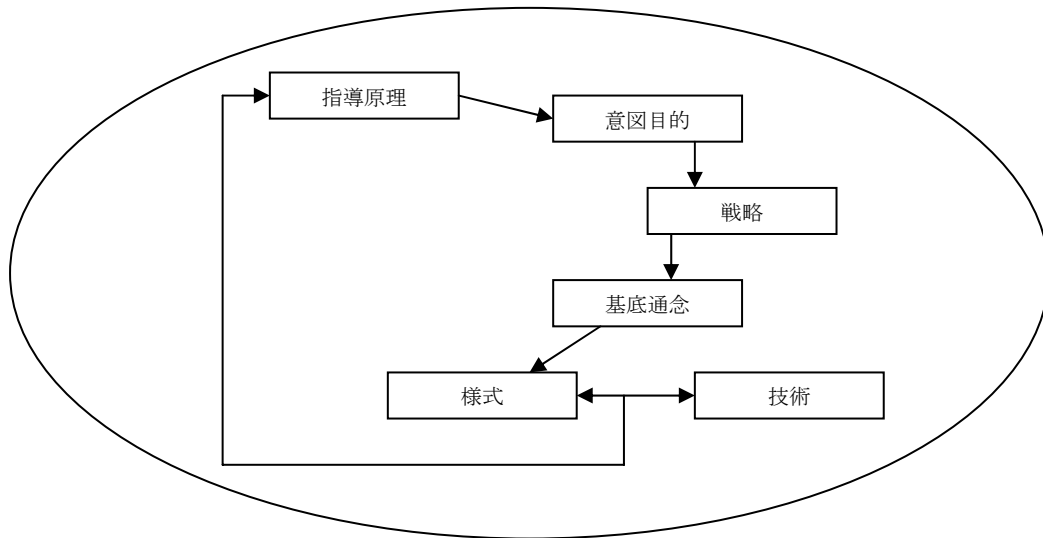 指導原理
意図目的
戦略
基底通念
様式
技術